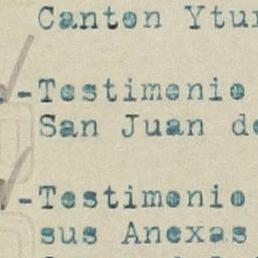 Canton Ytur
-Testimonio
San Juan de
-Testimonio
sus Anexas